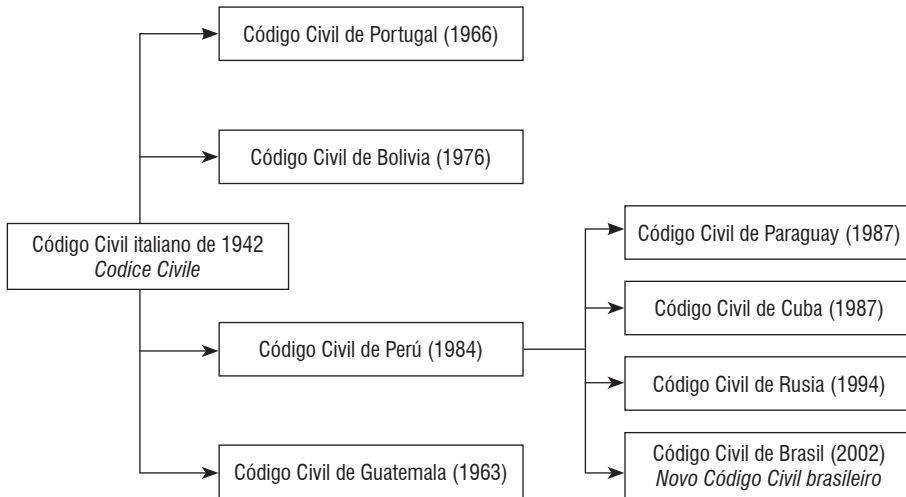 Código Civil de Portugal (1966)
Código Civil de Bolivia (1976)
Código Civil italiano de 1942
Codice Civile
Código Civil de Perú (1984)
Código Civil de Guatemala (1963)
Código Civil de Paraguay (1987)
Código Civil de Cuba (1987)
Código Civil de Rusia (1994)
Código Civil de Brasil (2002)
Novo Código Civil brasileiro